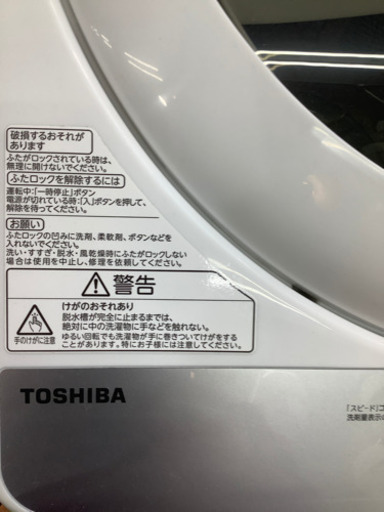 破損するおそれが
あります
ふたがロックされている時は、
無理に開けないでください。
ふたロックを解除するには
運転中:「一時停止」ボタン
電源が切れている時:「入」ボタンを押して、
解除を待ってください。
お願い
ふたロックの凹みに洗剤、柔軟剤、ボタンなどを
入れないでください。
洗い・すすぎ・脱水・風乾燥時にふたがロックしない
場合は使用を中止し、修理を依頼してください。
警告
けがのおそれあり
脱水槽が完全に止まるまでは、
絶対に中の洗濯物に手などを触れない。
ゆるい回転でも洗濯物が手に巻きついてけがをする
ことがあります。特にお子様には注意してください。
手のけがに注意
TOSHIBA
「スピード」コ
洗剤量表示の